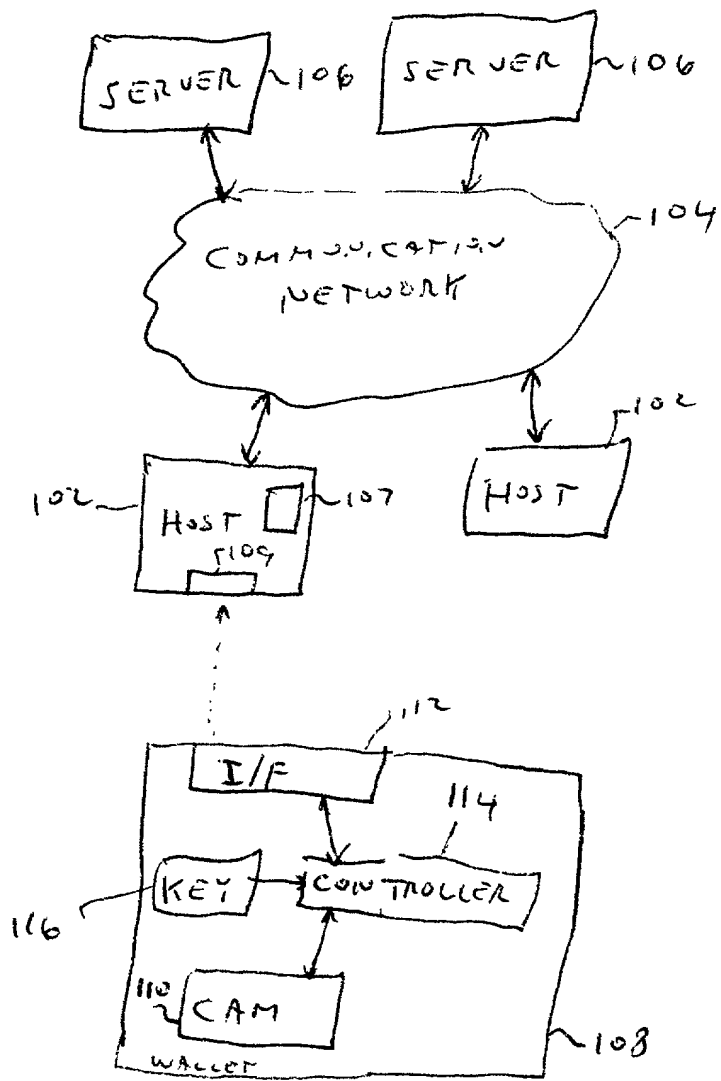 SERVER
106
SERVER
106
104
COMMUNICATION
NETWORK
102
102
HOST
107
HOST
109
112
I/F
114
KEY
CONTROLLER
116
110
CAM
108
WALLET